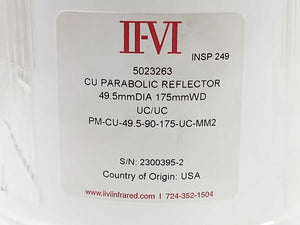 II-VI
INSP 249
5023263
CU PARABOLIC REFLECTOR
49.5mmDIA 175mmWD
UC/UC
PM-CU-49.5-90-175-UC-MM2
S/N: 2300395-2
Country of Origin: USA
www.iiviinfrared.com | 724-352-1504